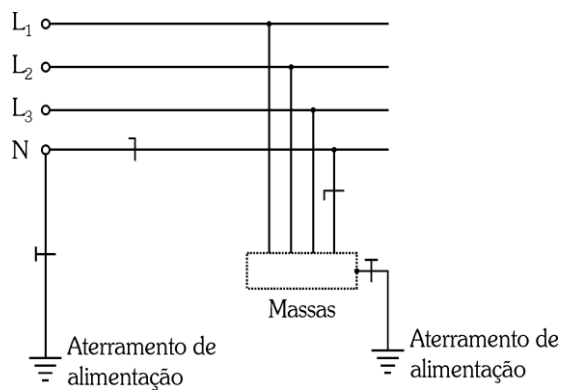 L1
L2
L3
N
Massas
Aterramento de
alimentação
Aterramento de
alimentação